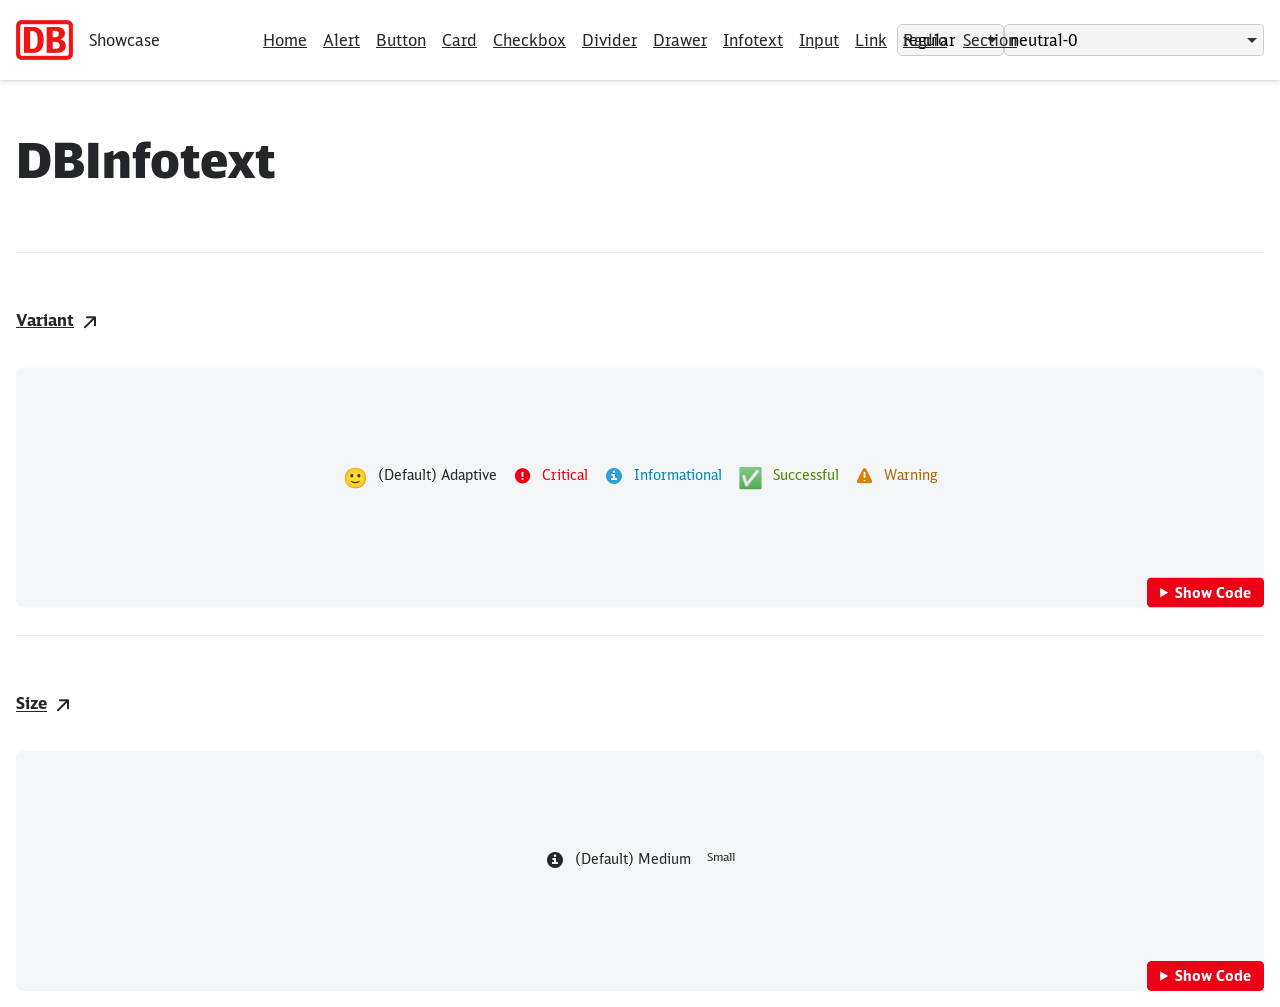 DB Showcase Home Alert Button Card Checkbox Divider Drawer Infotext Input Link Radio Section regular neutral-0
DBInfotext
Variant
(Default) Adaptive Critical Informational Successful Warning
Show Code
Size
(Default) Medium Small
Show Code